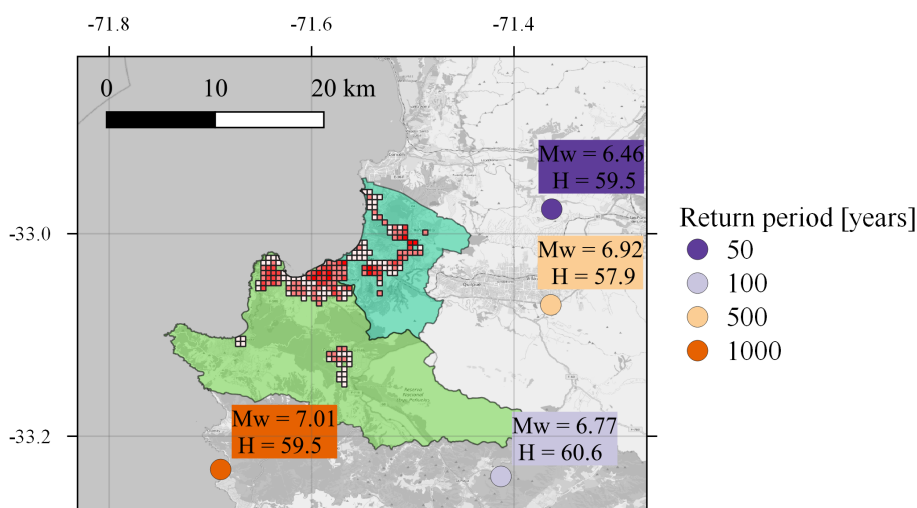 -71.8 -71.6 -71.4
0 10 20 km
Mw = 6.46
H = 59.5
-33.0
Mw = 6.92
H = 57.9
Return period [years]
50
100
500
1000
Mw = 7.01
H = 59.5
Mw = 6.77
H = 60.6
-33.2